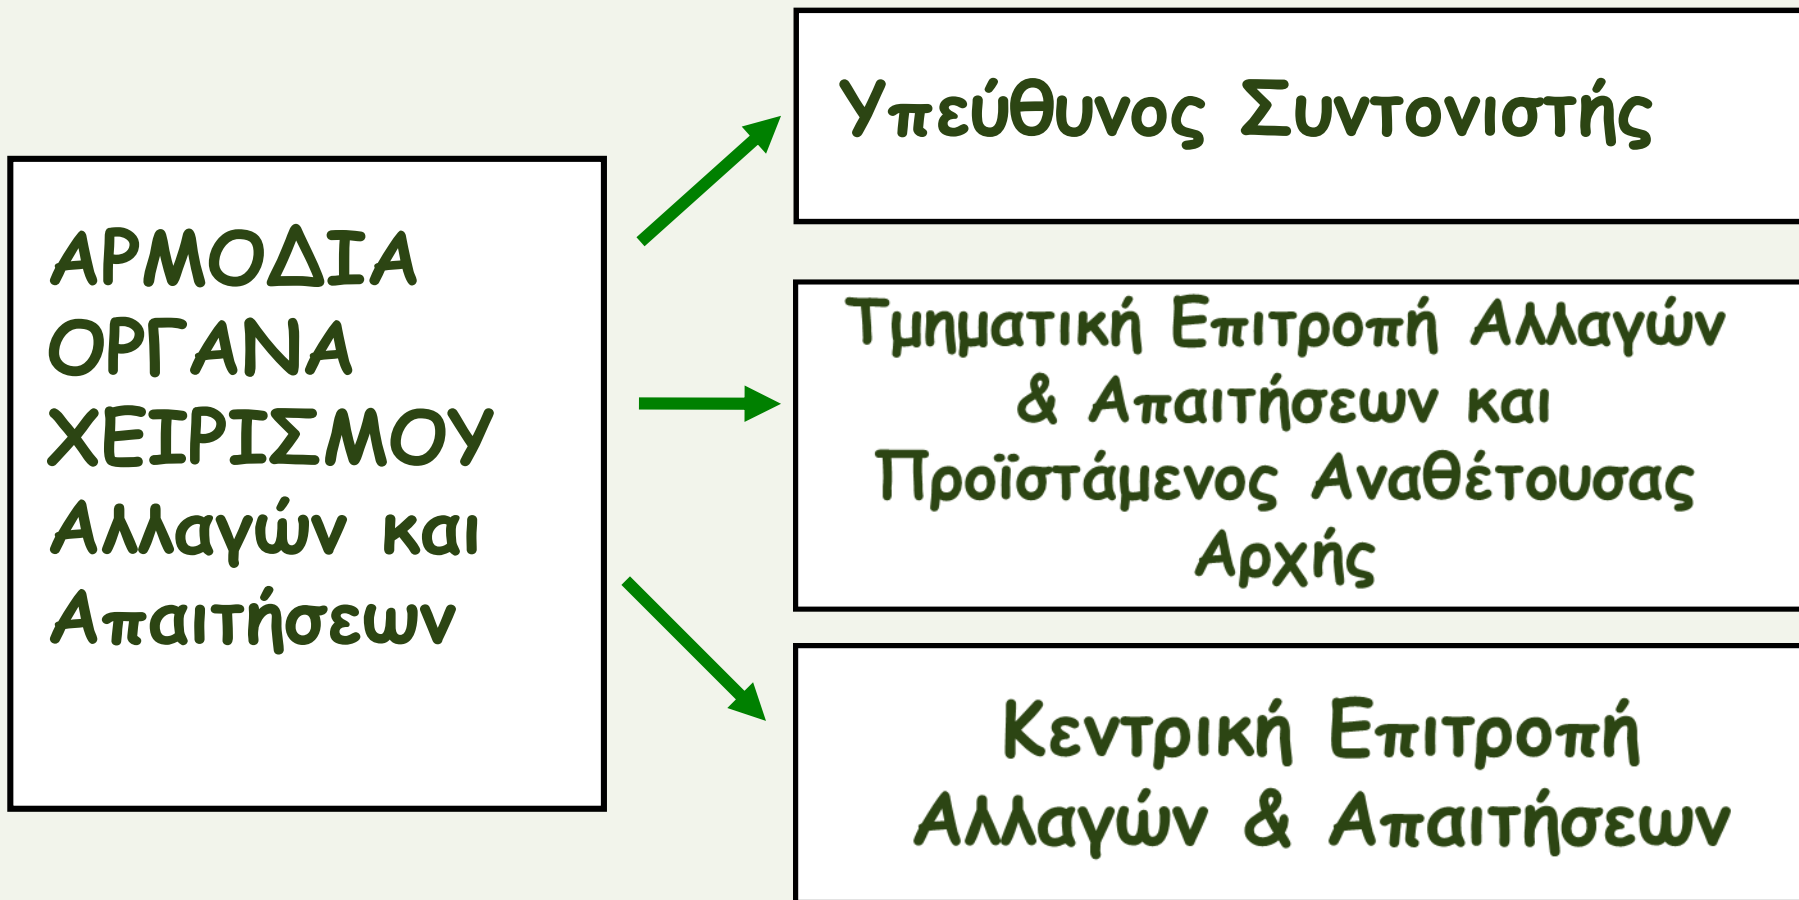 ΑΡΜΟΔΙΑ
ΟΡΓΑΝΑ
ΧΕΙΡΙΣΜΟΥ
Αλλαγών και
Απαιτήσεων
Υπεύθυνος Συντονιστής
Τμηματική Επιτροπή Αλλαγών
& Απαιτήσεων και
Προϊστάμενος Αναθέτουσας
Αρχής
Κεντρική Επιτροπή
Αλλαγών & Απαιτήσεων